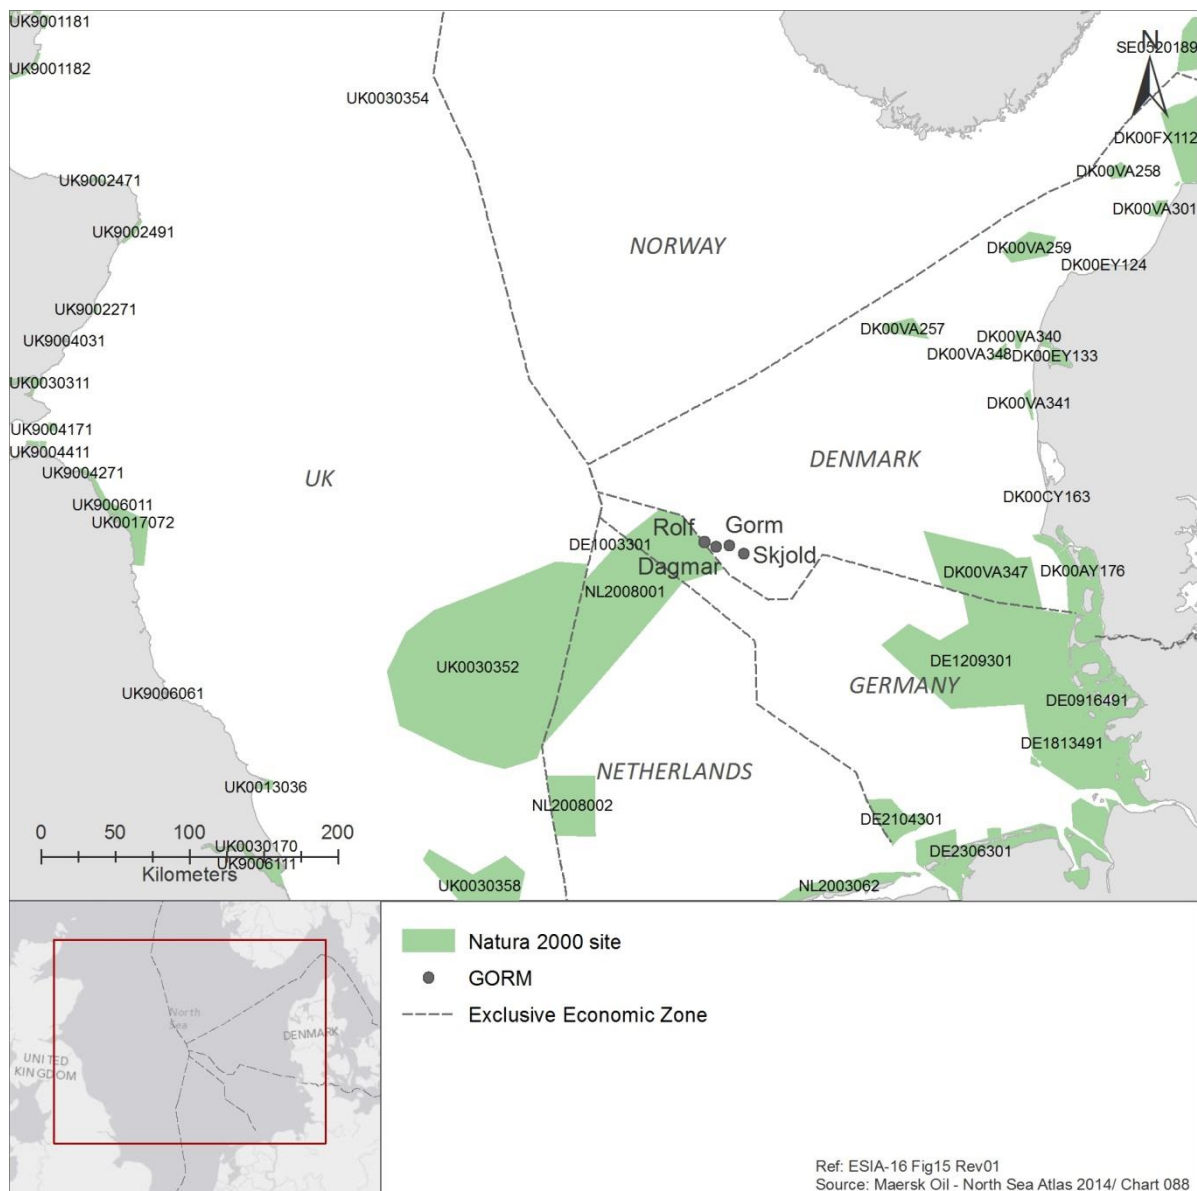 UK9001181
UK9001182
UK0030354
SE0520189
N
DK00FX112
DK00VA258
DK00VA301
UK9002471
UK9002491
NORWAY
DK00VA259
DK00EY124
UK9002271
UK9004031
DK00VA257
DK00VA340
DK00VA348
DK00EY133
UK0030311
DK00VA341
UK9004171
UK9004411
UK9004271
UK
DENMARK
UK9006011
UK0017072
DK00CY163
Rolf
Gorm
DE1003301
Dagmar
Skjold
NL2008001
DK00VA347
DK00AY176
UK0030352
DE1209301
GERMANY
UK9006061
DE0916491
DE1813491
NETHERLANDS
UK0013036
NL2008002
DE2104301
0 50 100 200
UK0030170
UK9006111
Kilometers
DE2306301
UK0030358
NL2003062
North
Sea
DENMARK
UNITED
KINGDOM
Natura 2000 site
GORM
Exclusive Economic Zone
Ref: ESIA-16 Fig15 Rev01
Source: Maersk Oil - North Sea Atlas 2014/ Chart 088